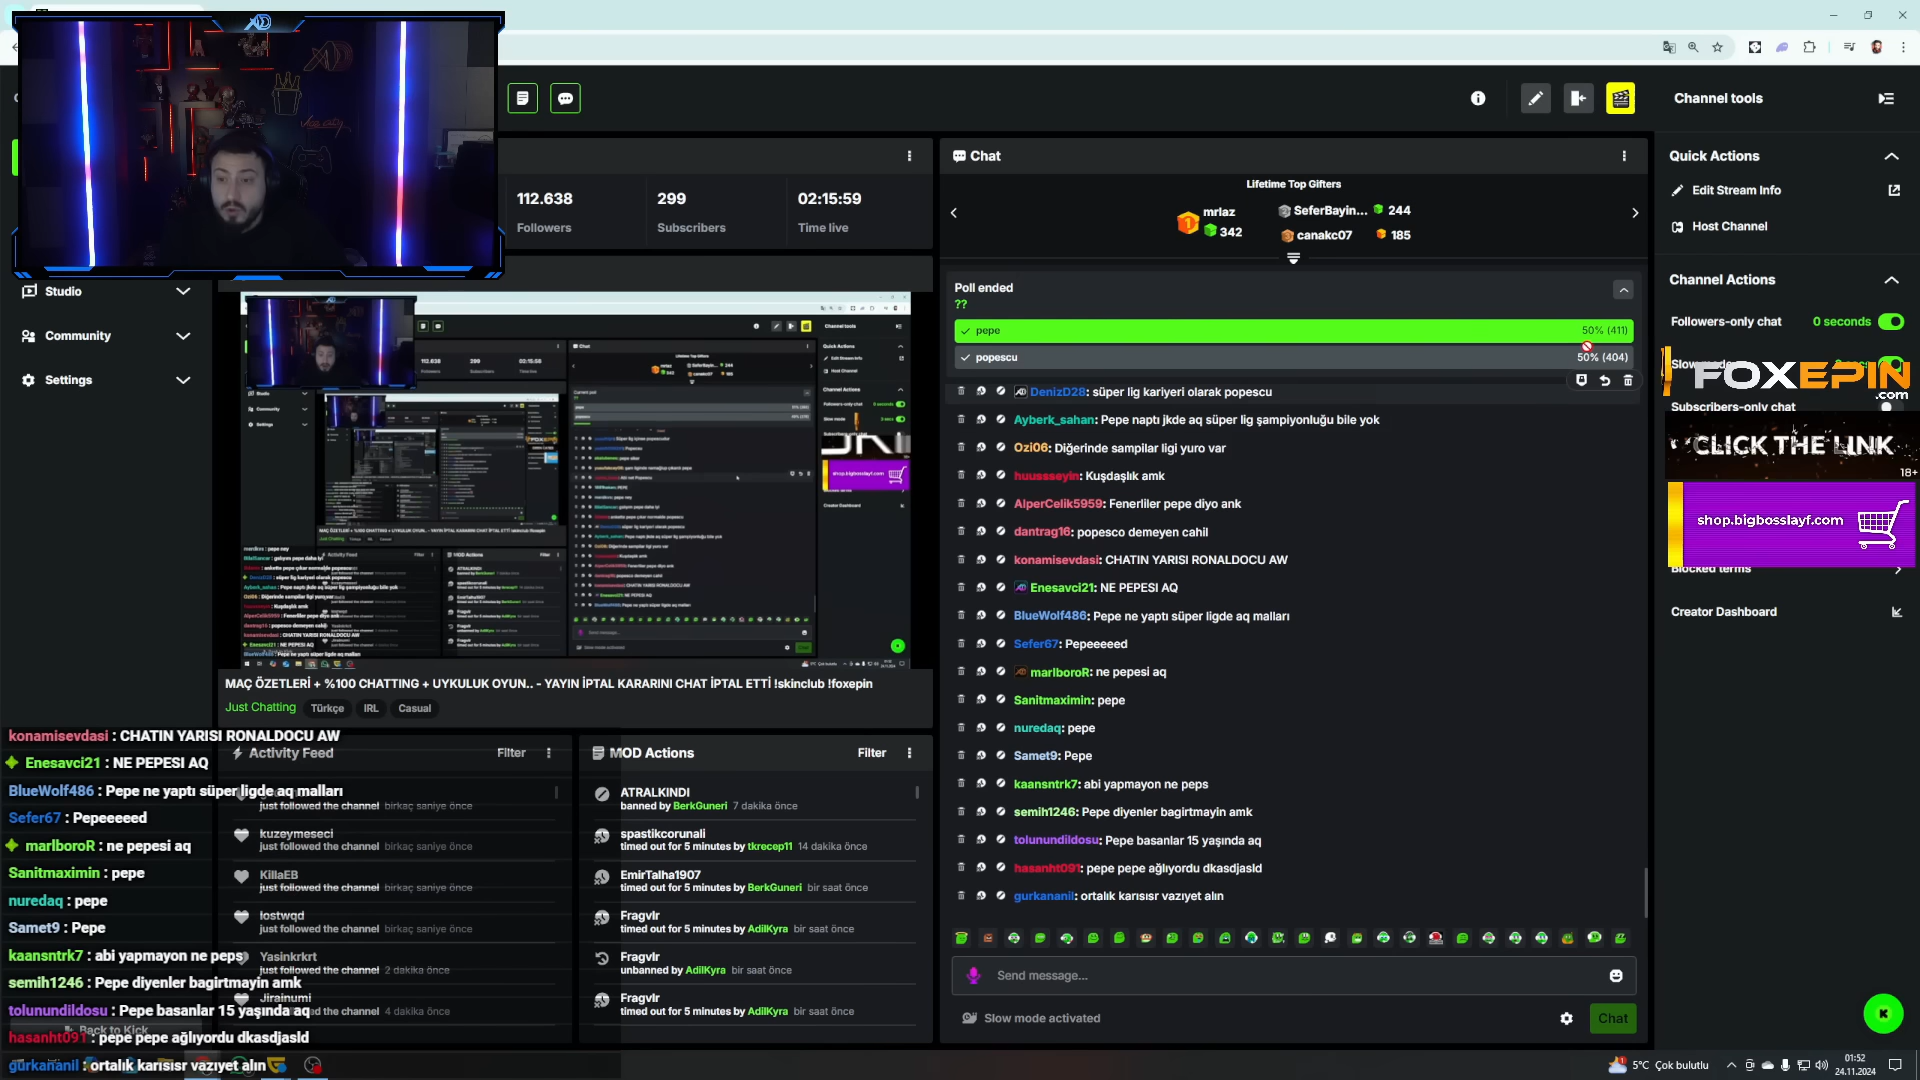 Channel tools
Chat
Quick Actions
112.638
299
02:15:59
Followers
Subscribers
Time live
Lifetime Top Gifters
mrlaz
342
SeferBayin... 244
canakc07 185
Edit Stream Info
Host Channel
Channel Actions
Followers-only chat 0 seconds
Subscribers-only chat
Blocked terms
Creator Dashboard
FOXEPIN
.com
CLICK THE LINK
18+
shop.bigbosslayf.com
Studio
Community
Settings
Poll ended
??
pepe 50% (411)
popescu 50% (404)
DenizD28: süper lig kariyeri olarak popescu
Ayberk_sahan: Pepe naptı jkde aq süper lig şampiyonluğu bile yok
Ozi06: Diğerinde sampilar ligi yuro var
huussseyin: Kuşdaşlık amk
AlperCelik5959: Fenerliler pepe diyo ank
dantrag16: popesco demeyen cahil
konamisevdasi: CHATIN YARISI RONALDOCU AW
Enesavci21: NE PEPESI AQ
BlueWolf486: Pepe ne yaptı süper ligde aq malları
Sefer67: Pepeeeeed
marlboroR: ne pepesi aq
Sanitmaximin: pepe
nuredaq: pepe
Samet9: Pepe
kaansntrk7: abi yapmayon ne peps
semih1246: Pepe diyenler bagirtmayin amk
tolunundildosu: Pepe basanlar 15 yaşında aq
hasanht091: pepe pepe ağlıyordu dkasdjasld
gurkananil: ortalık karısısr vazıyet alın
Send message...
Slow mode activated
Chat
MAÇ ÖZETLERİ + %100 CHATTING + UYKULUK OYUN.. - YAYIN İPTAL KARARINI CHAT İPTAL ETTİ !skinclub !foxepin
Just Chatting Türkçe IRL Casual
Activity Feed Filter
just followed the channel birkaç saniye önce
kuzeymeseci
just followed the channel birkaç saniye önce
KillaEB
just followed the channel birkaç saniye önce
lostwqd
just followed the channel birkaç saniye önce
Yasinkrkrt
just followed the channel 2 dakika önce
Jirainumi
4 dakika önce
MOD Actions Filter
ATRALKINDI
banned by BerkGuneri 7 dakika önce
spastikcorunali
timed out for 5 minutes by tkrecep11 14 dakika önce
EmirTalha1907
timed out for 5 minutes by BerkGuneri bir saat önce
Fragvlr
timed out for 5 minutes by AdilKyra bir saat önce
Fragvlr
unbanned by AdilKyra bir saat önce
Fragvlr
timed out for 5 minutes by AdilKyra bir saat önce
konamisevdasi : CHATIN YARISI RONALDOCU AW
Enesavci21 : NE PEPESI AQ
BlueWolf486 : Pepe ne yaptı süper ligde aq malları
Sefer67 : Pepeeeeed
marlboroR : ne pepesi aq
Sanitmaximin : pepe
nuredaq : pepe
Samet9 : Pepe
kaansntrk7 : abi yapmayon ne peps
semih1246 : Pepe diyenler bagirtmayin amk
tolunundildosu : Pepe basanlar 15 yaşında aq
Back to Kick
hasanht091 : pepe pepe ağlıyordu dkasdjasld
gurkananil : ortalık karısısr vazıyet alın
5°C Çok bulutlu
01:52
24.11.2024